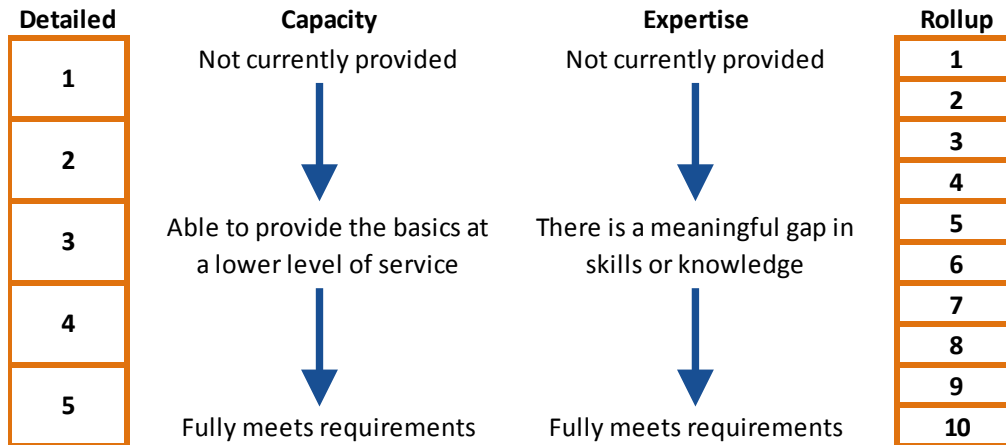 Detailed
Capacity
Expertise
Rollup
1
2
3
4
5
Not currently provided
Able to provide the basics at
a lower level of service
Fully meets requirements
Not currently provided
There is a meaningful gap in
skills or knowledge
Fully meets requirements
1
2
3
4
5
6
7
8
9
10